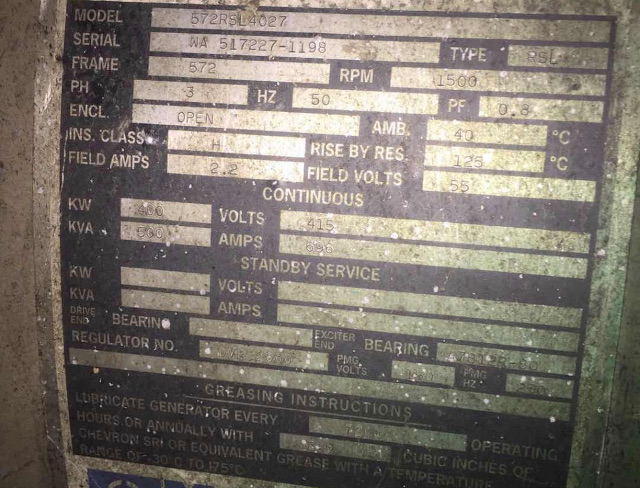 MODEL 572RSL4027
SERIAL WA 517227-1198 TYPE RSL
FRAME 572 RPM 1500
PH 3 HZ 50 PF 0.8
ENCL. OPEN AMB. 40 °C
INS. CLASS H RISE BY RES. 125 °C
FIELD AMPS 2.2 FIELD VOLTS 55
CONTINUOUS
KW 400 VOLTS 415
KVA 500 AMPS 696
STANDBY SERVICE
KW VOLTS
KVA AMPS
DRIVE END BEARING EXCITER END BEARING
REGULATOR NO. PMG VOLTS PMG HZ
GREASING INSTRUCTIONS
LUBRICATE GENERATOR EVERY OPERATING
HOURS OR ANNUALLY WITH CUBIC INCHES OF
CHEVRON SRI OR EQUIVALENT GREASE WITH A TEMPERATURE
RANGE OF -30°C TO 175°C